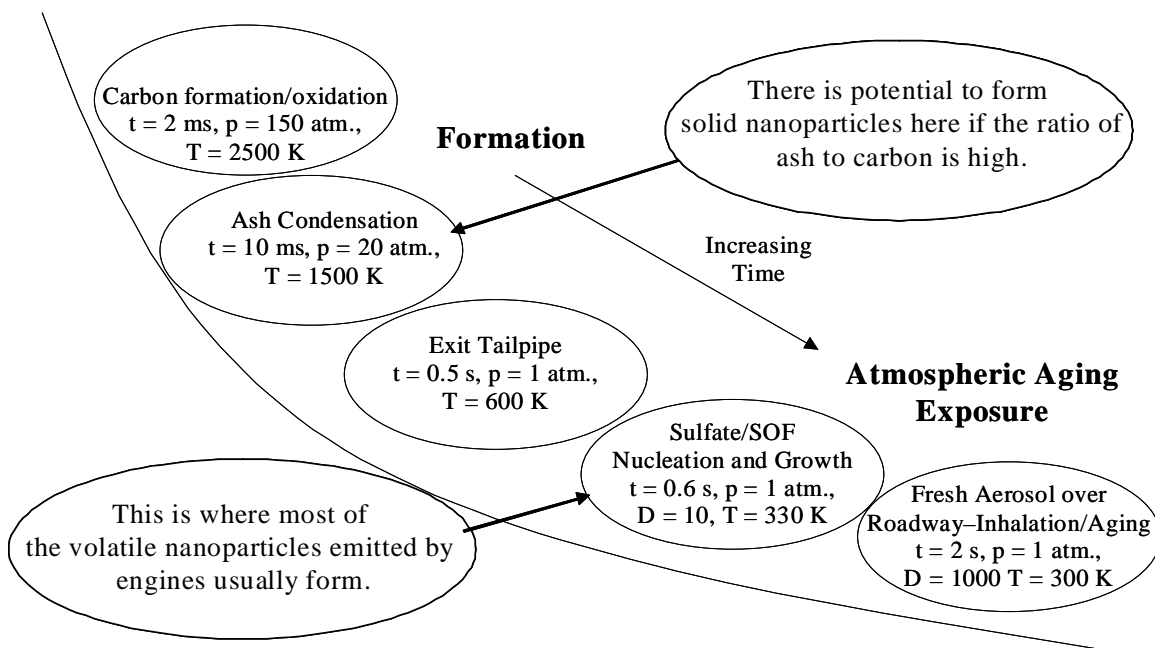 Carbon formation/oxidation
t = 2 ms, p = 150 atm.,
T = 2500 K
Formation
There is potential to form
solid nanoparticles here if the ratio of
ash to carbon is high.
Ash Condensation
t = 10 ms, p = 20 atm.,
T = 1500 K
Increasing
Time
Exit Tailpipe
t = 0.5 s, p = 1 atm.,
T = 600 K
Atmospheric Aging
Exposure
Sulfate/SOF
Nucleation and Growth
t = 0.6 s, p = 1 atm.,
D = 10, T = 330 K
Fresh Aerosol over
Roadway–Inhalation/Aging
t = 2 s, p = 1 atm.,
D = 1000 T = 300 K
This is where most of
the volatile nanoparticles emitted by
engines usually form.